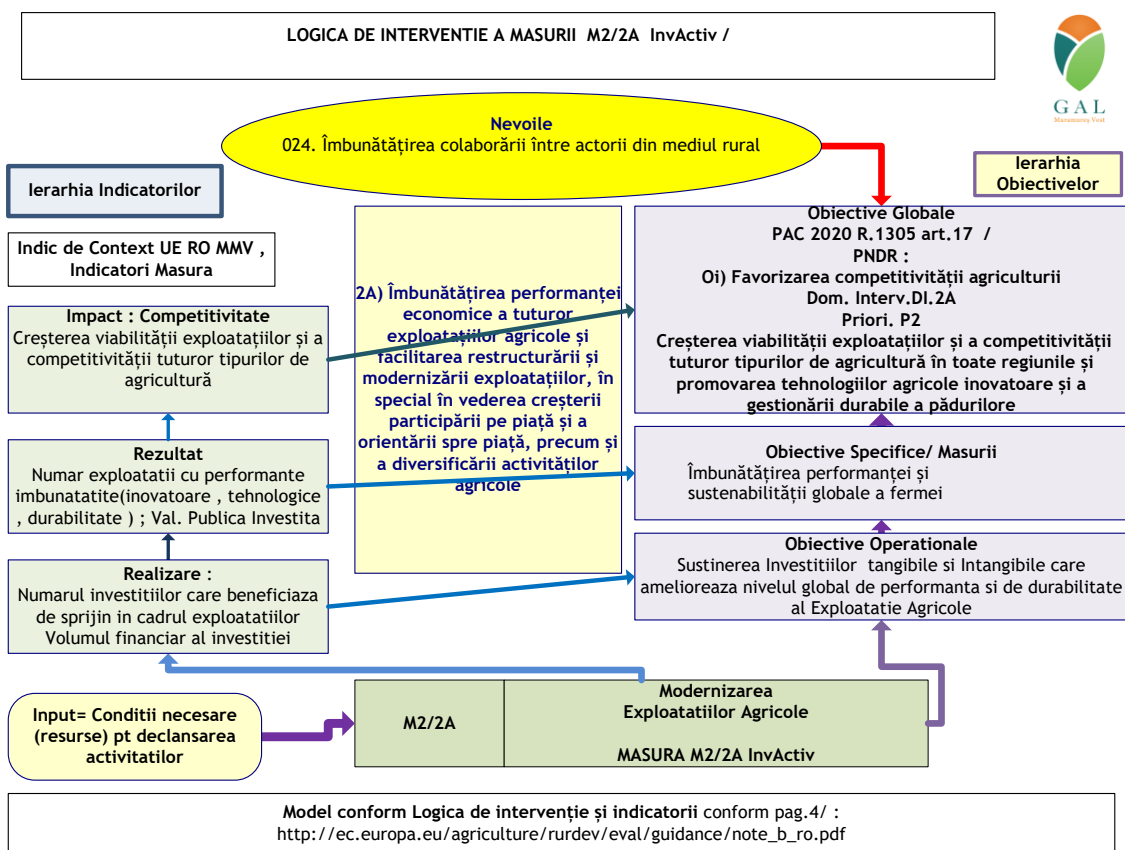 LOGICA DE INTERVENTIE A MASURII M2/2A InvActiv /
GAL
Maramureș Vest
Nevoile
024. Îmbunătățirea colaborării între actorii din mediul rural
Ierarhia Indicatorilor
Ierarhia
Obiectivelor
Indic de Context UE RO MMV ,
Indicatori Masura
Impact : Competitivitate
Creșterea viabilității exploatațiilor și a
competitivității tuturor tipurilor de
agricultură
Rezultat
Numar exploatatii cu performante
imbunatatite(inovatoare , tehnologice
, durabilitate ) ; Val. Publica Investita
Realizare :
Numarul investitiilor care beneficiaza
de sprijin in cadrul exploatatiilor
Volumul financiar al investitiei
2A) Îmbunătățirea performanței
economice a tuturor
exploatațiilor agricole și
facilitarea restructurării și
modernizării exploatațiilor, în
special în vederea creșterii
participării pe piață și a
orientării spre piață, precum și
a diversificării activităților
agricole
Obiective Globale
PAC 2020 R.1305 art.17 /
PNDR :
Oi) Favorizarea competitivității agriculturii
Dom. Interv.DI.2A
Priori. P2
Creșterea viabilității exploatațiilor și a competitivității
tuturor tipurilor de agricultură în toate regiunile și
promovarea tehnologiilor agricole inovatoare și a
gestionării durabile a pădurilore
Obiective Specifice/ Masurii
Îmbunătățirea performanței și
sustenabilității globale a fermei
Obiective Operationale
Sustinerea Investitiilor tangibile si Intangibile care
amelioreaza nivelul global de performanta si de durabilitate
al Exploatatie Agricole
Input= Conditii necesare
(resurse) pt declansarea
activitatilor
M2/2A
Modernizarea
Exploatatiilor Agricole
MASURA M2/2A InvActiv
Model conform Logica de intervenție și indicatorii conform pag.4/ :
http://ec.europa.eu/agriculture/rurdev/eval/guidance/note_b_ro.pdf